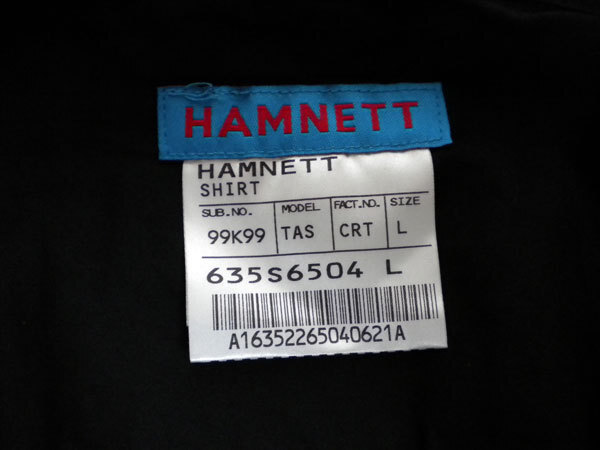 HAMNETT
HAMNETT
SHIRT
SUB.NO. MODEL FACT.NO. SIZE
99K99 TAS CRT L
635S6504 L
A16352265040621A